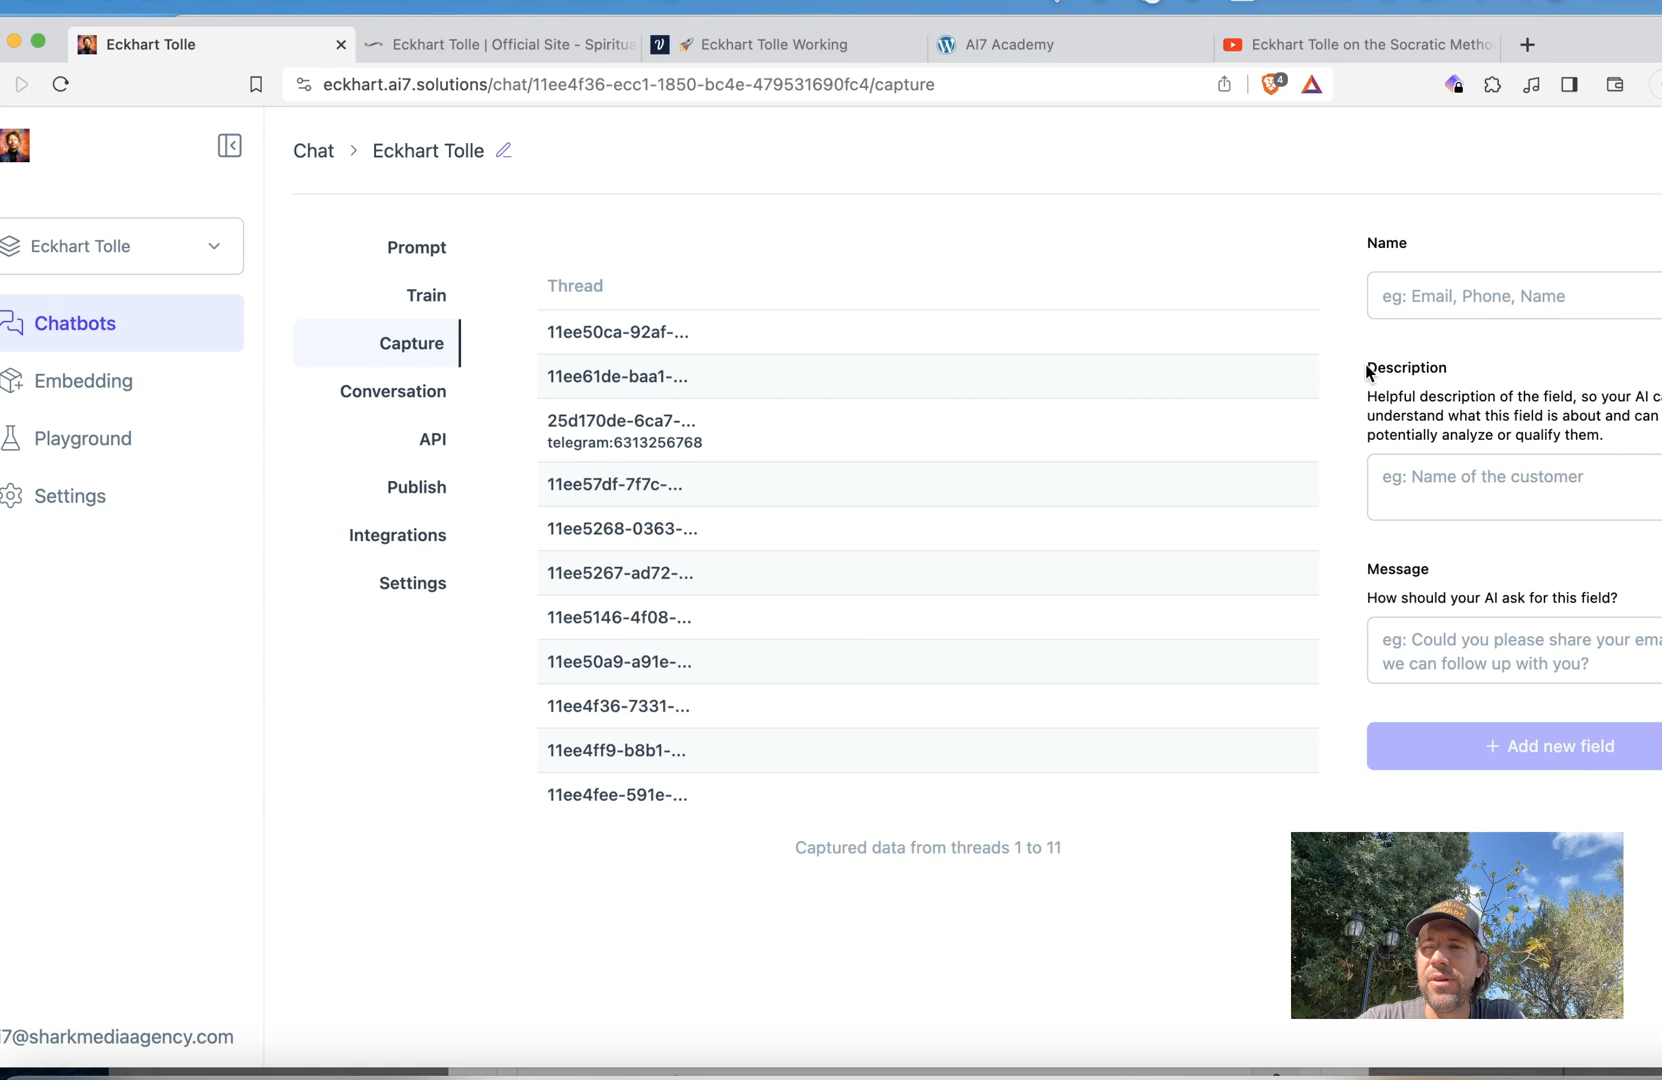 Eckhart Tolle
Eckhart Tolle | Official Site - Spiritua
Eckhart Tolle Working
AI7 Academy
Eckhart Tolle on the Socratic Metho
eckhart.ai7.solutions/chat/11ee4f36-ecc1-1850-bc4e-479531690fc4/capture
4
Chat > Eckhart Tolle
Eckhart Tolle
Chatbots
Embedding
Playground
Settings
i7@sharkmediaagency.com
Prompt
Train
Capture
Conversation
API
Publish
Integrations
Settings
Thread
11ee50ca-92af-...
11ee61de-baa1-...
25d170de-6ca7-...
telegram:6313256768
11ee57df-7f7c-...
11ee5268-0363-...
11ee5267-ad72-...
11ee5146-4f08-...
11ee50a9-a91e-...
11ee4f36-7331-...
11ee4ff9-b8b1-...
11ee4fee-591e-...
Captured data from threads 1 to 11
Name
eg: Email, Phone, Name
Description
Helpful description of the field, so your AI ca
understand what this field is about and can
potentially analyze or qualify them.
eg: Name of the customer
Message
How should your AI ask for this field?
eg: Could you please share your ema
we can follow up with you?
+ Add new field